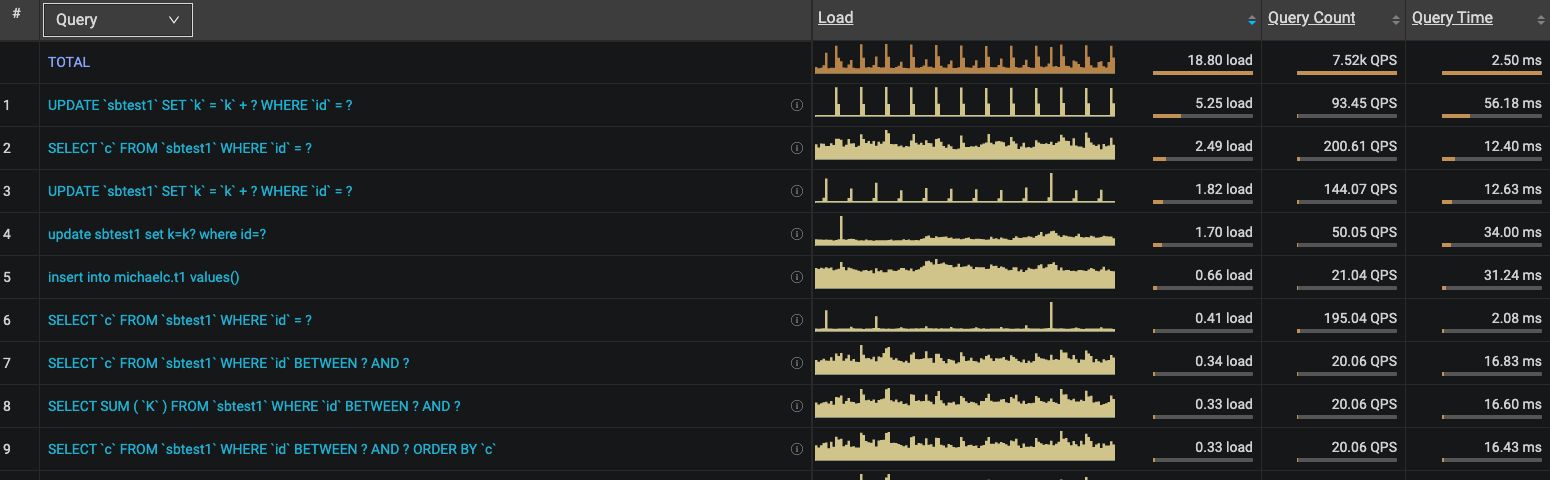 # Query Load Query Count Query Time
TOTAL 18.80 load 7.52k QPS 2.50 ms
1 UPDATE `sbtest1` SET `k` = `k` + ? WHERE `id` = ? 5.25 load 93.45 QPS 56.18 ms
2 SELECT `c` FROM `sbtest1` WHERE `id` = ? 2.49 load 200.61 QPS 12.40 ms
3 UPDATE `sbtest1` SET `k` = `k` + ? WHERE `id` = ? 1.82 load 144.07 QPS 12.63 ms
4 update sbtest1 set k=k? where id=? 1.70 load 50.05 QPS 34.00 ms
5 insert into michaelc.t1 values() 0.66 load 21.04 QPS 31.24 ms
6 SELECT `c` FROM `sbtest1` WHERE `id` = ? 0.41 load 195.04 QPS 2.08 ms
7 SELECT `c` FROM `sbtest1` WHERE `id` BETWEEN ? AND ? 0.34 load 20.06 QPS 16.83 ms
8 SELECT SUM ( `K` ) FROM `sbtest1` WHERE `id` BETWEEN ? AND ? 0.33 load 20.06 QPS 16.60 ms
9 SELECT `c` FROM `sbtest1` WHERE `id` BETWEEN ? AND ? ORDER BY `c` 0.33 load 20.06 QPS 16.43 ms